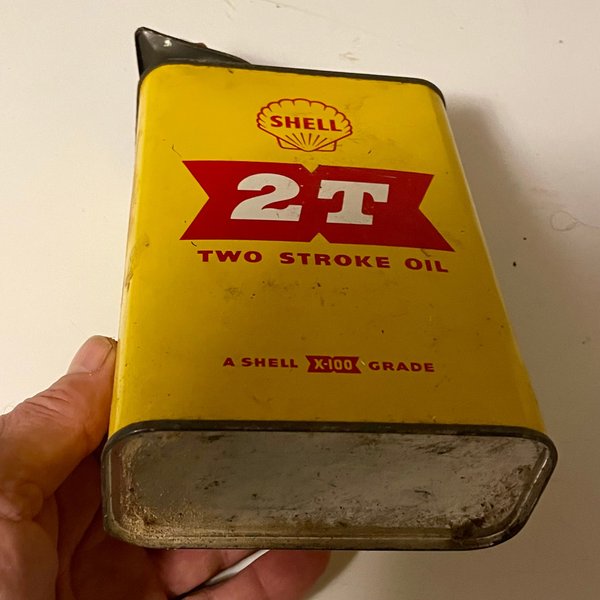 SHELL
2T
TWO STROKE OIL
A SHELL X-100 GRADE